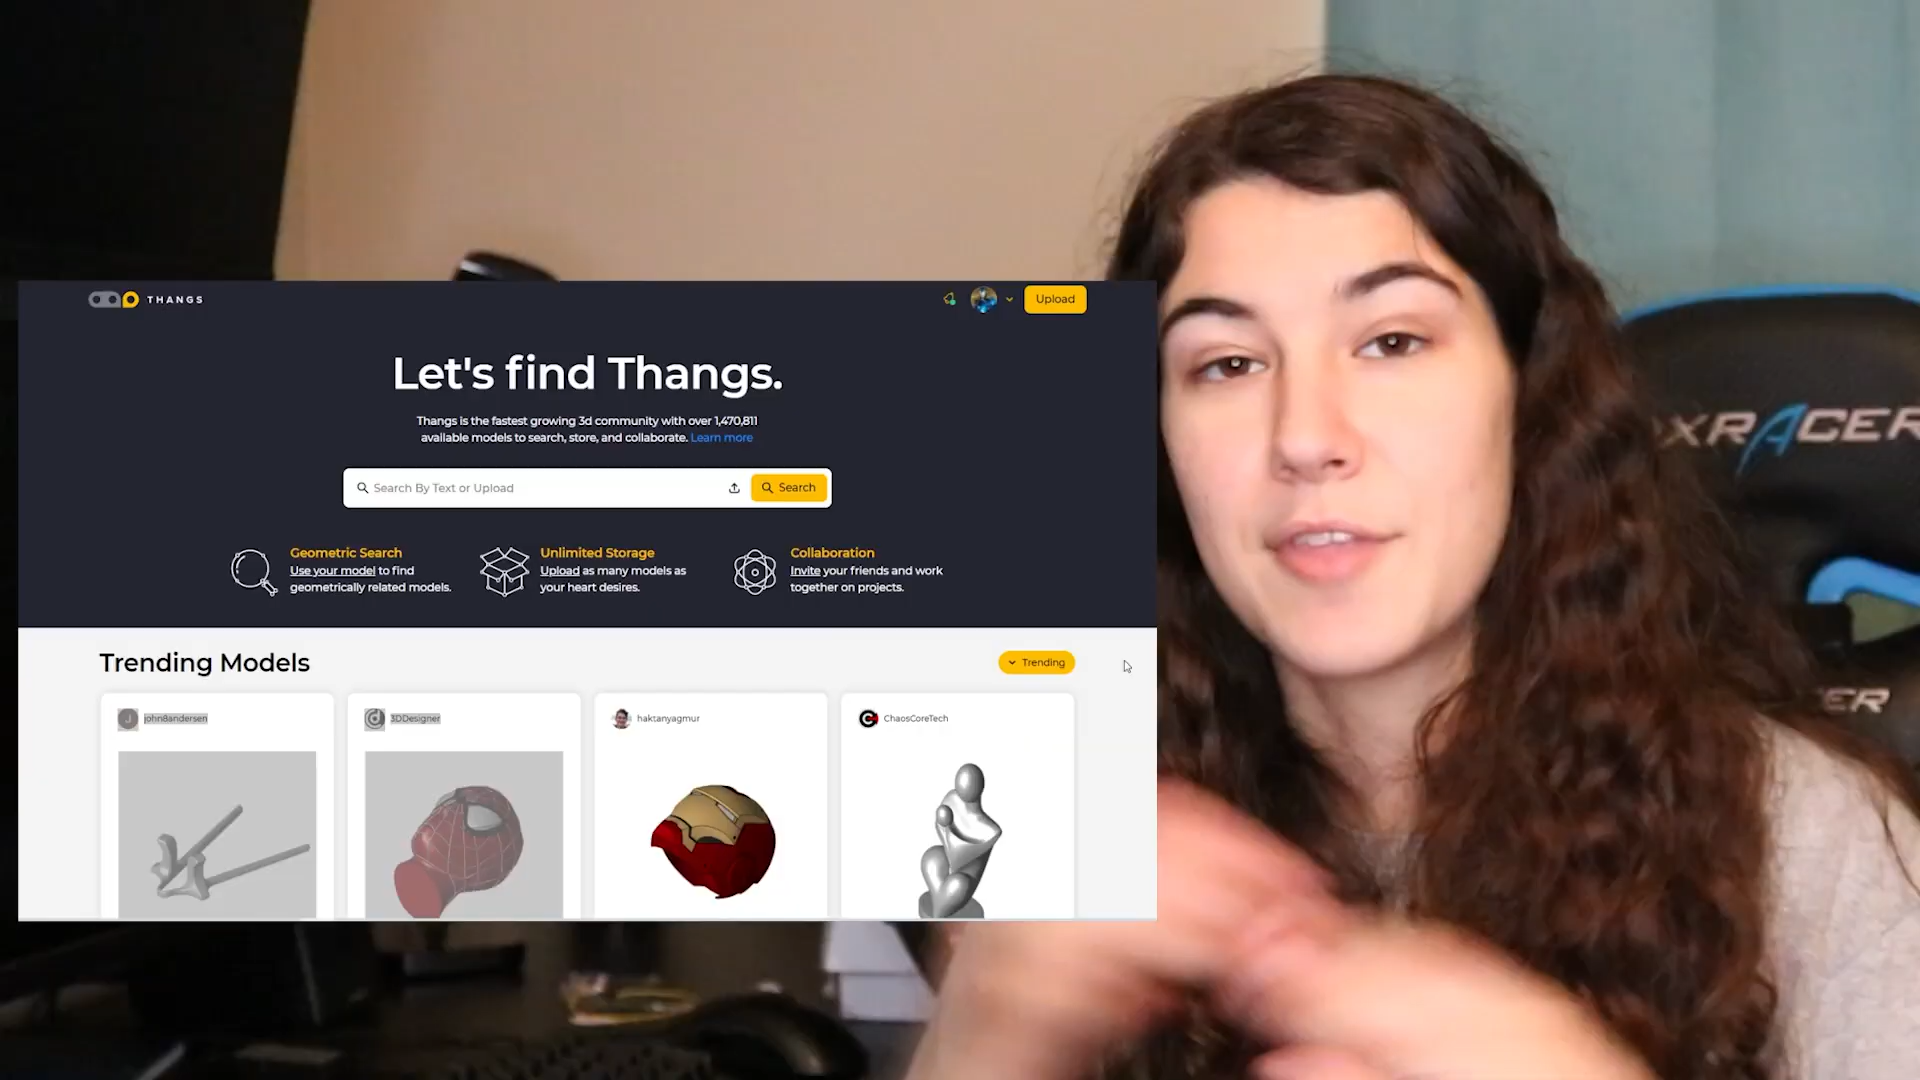 THANGS
Upload
Let's find Thangs.
Thangs is the fastest growing 3d community with over 1,470,811
available models to search, store, and collaborate. Learn more
Search By Text or Upload
Search
Geometric Search
Use your model to find
geometrically related models.
Unlimited Storage
Upload as many models as
your heart desires.
Collaboration
Invite your friends and work
together on projects.
Trending Models
Trending
J
john8andersen
3DDesigner
haktanyagmur
ChaosCoreTech
DXRACER
ER